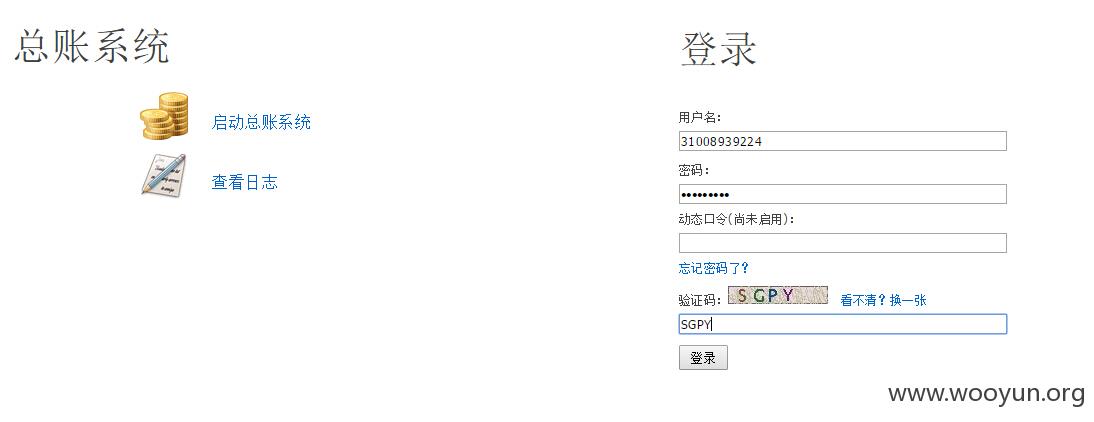 总账系统
启动总账系统
查看日志
登录
用户名:
31008939224
密码:
•••••••••
动态口令(尚未启用):
忘记密码了?
验证码: SGPY 看不清? 换一张
SGPY
登录
www.wooyun.org